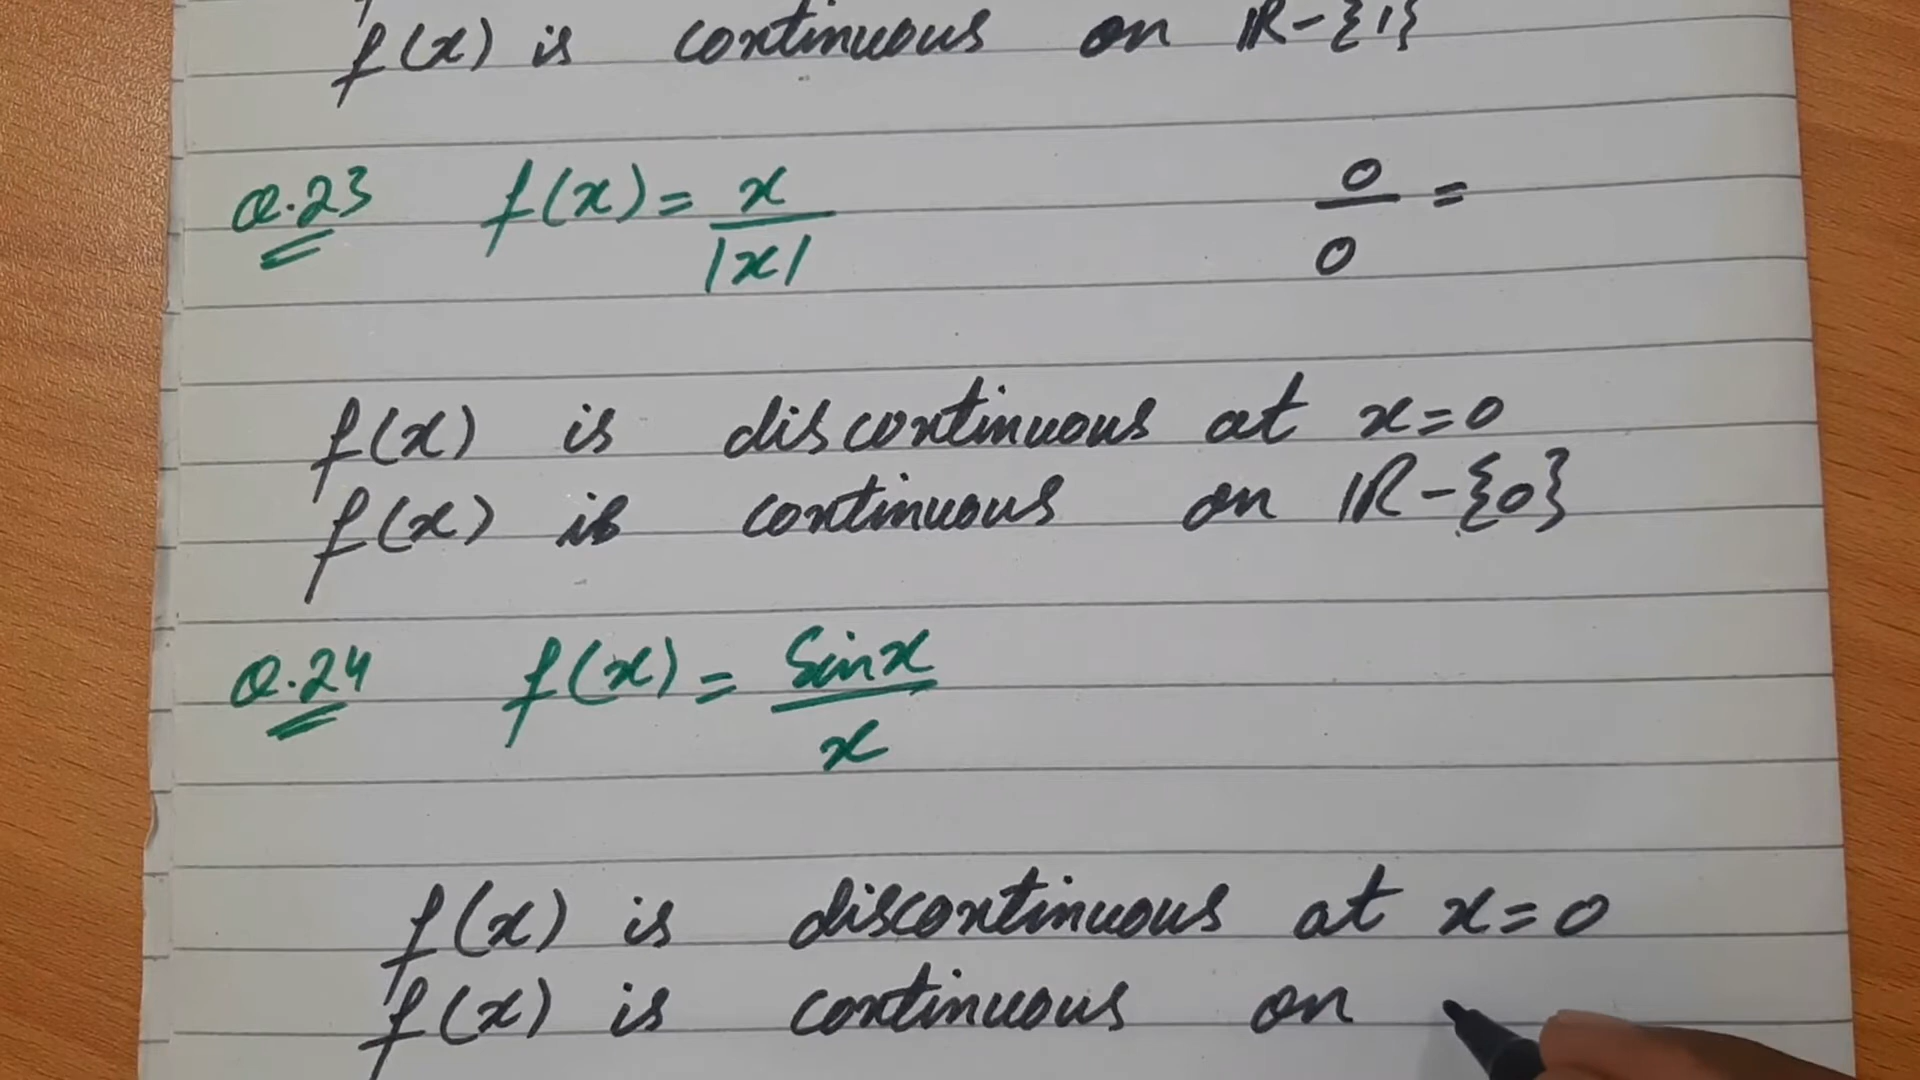 f(x) is continuous on ℝ-{1}
Q.23 f(x) = x/|x| 0/0 =
f(x) is discontinuous at x=0
f(x) is continuous on ℝ-{0}
Q.24 f(x) = Sinx/x
f(x) is discontinuous at x=0
f(x) is continuous on